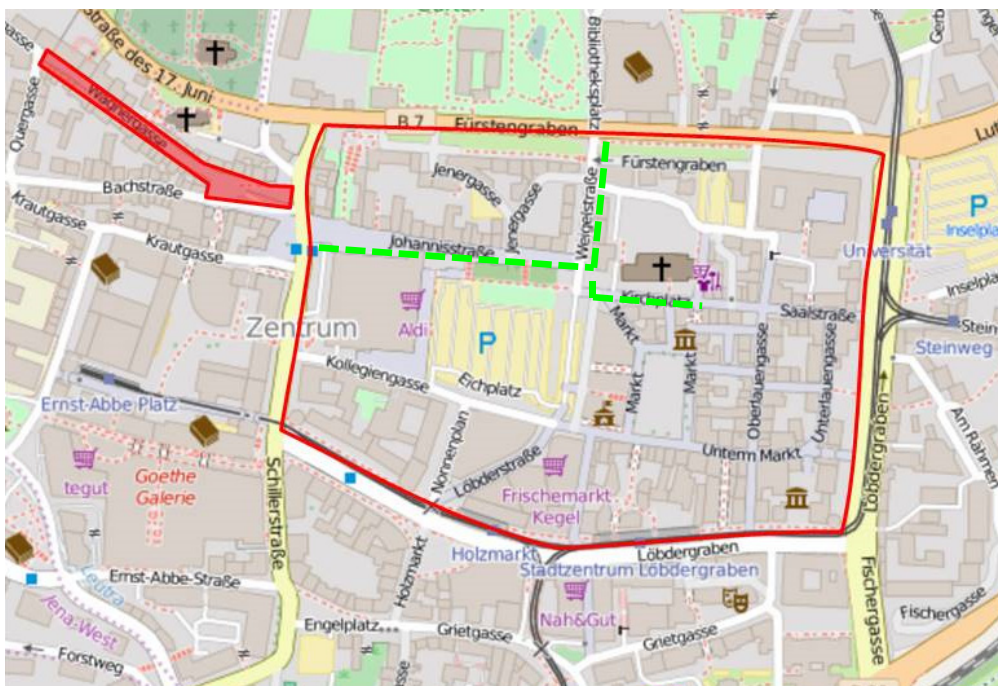 Straße des 17. Juni
Bibliotheksplatz
B 7
Fürstengraben
Fürstengraben
Wagnergasse
Quergasse
Jenergasse
Jenergasse
Weigelstraße
Bachstraße
Krautgasse
Krautgasse
Johannisstraße
Universität
P
Inselplatz
Kirchplatz
Saalstraße
Zentrum
Aldi
P
Markt
Markt
Markt
Oberlauengasse
Unterlauengasse
Steinweg
Kollegiengasse
Eichplatz
Ernst-Abbe Platz
Löbdergraben
Am Rähmen
Nonnenplan
Löbderstraße
Unterm Markt
tegut
Goethe
Galerie
Schillerstraße
Frischemarkt
Kegel
Holzmarkt
Löbdergraben
Stadtzentrum Löbdergraben
Ernst-Abbe-Straße
Leutra
Jena-West
Holzmarkt
Nah&Gut
Fischergasse
Fischergasse
Engelplatz
Grietgasse
Grietgasse
Forstweg